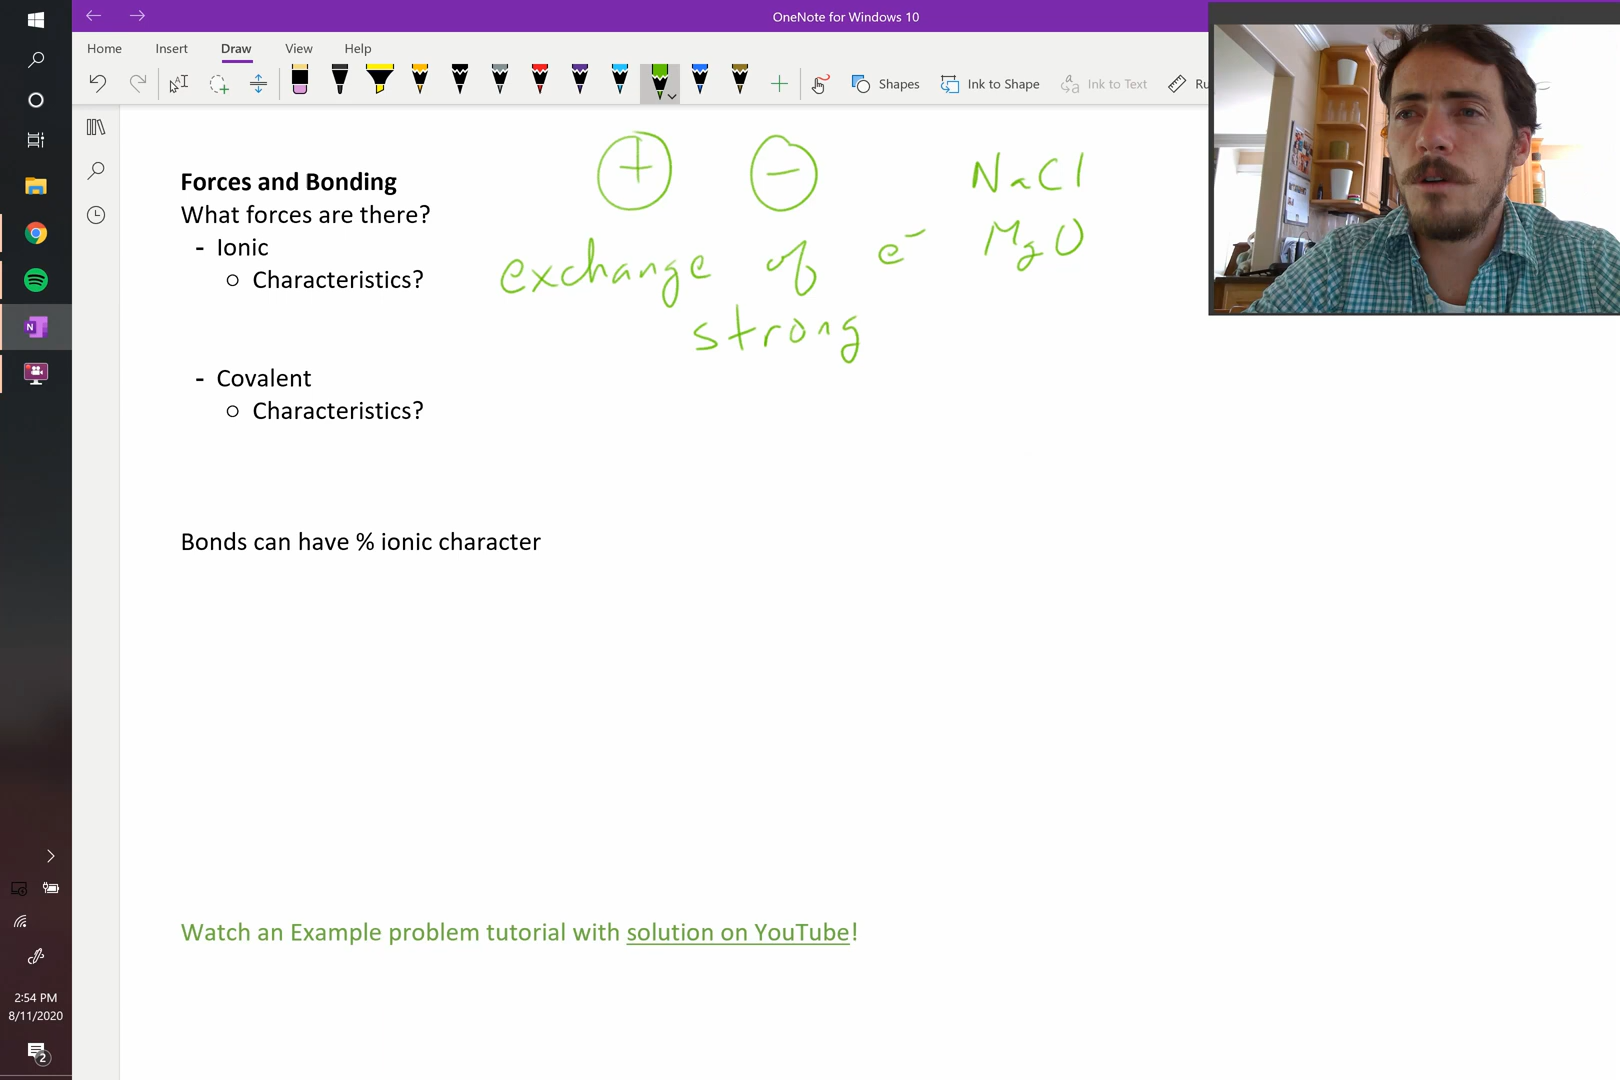 OneNote for Windows 10
Home Insert Draw View Help
Shapes Ink to Shape Ink to Text Ru
+ −
NaCl
Forces and Bonding
What forces are there?
- Ionic
exchange of e⁻ MgO
○ Characteristics?
strong
- Covalent
○ Characteristics?
Bonds can have % ionic character
Watch an Example problem tutorial with solution on YouTube!
2:54 PM
8/11/2020
2